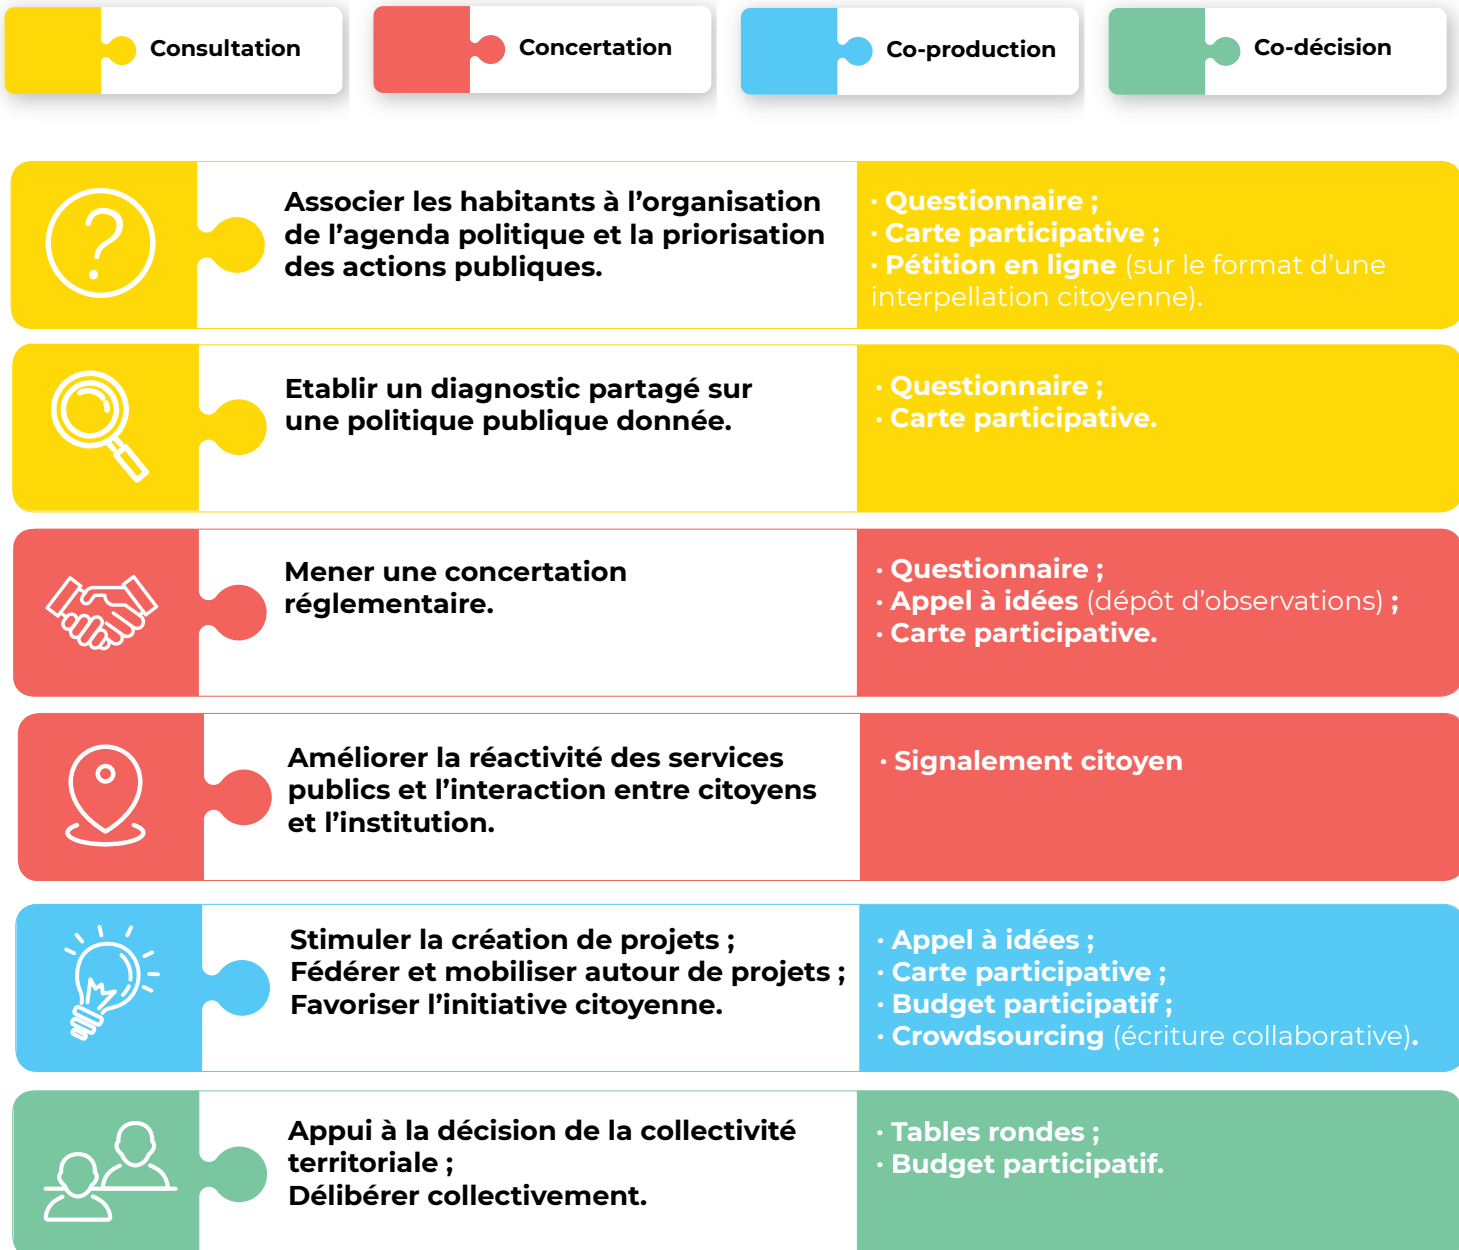 Consultation
Concertation
Co-production
Co-décision
Associer les habitants à l’organisation
de l’agenda politique et la priorisation
des actions publiques.
· Questionnaire ;
· Carte participative ;
· Pétition en ligne (sur le format d’une
interpellation citoyenne).
Etablir un diagnostic partagé sur
une politique publique donnée.
· Questionnaire ;
· Carte participative.
Mener une concertation
réglementaire.
· Questionnaire ;
· Appel à idées (dépôt d’observations) ;
· Carte participative.
Améliorer la réactivité des services
publics et l’interaction entre citoyens
et l’institution.
· Signalement citoyen
Stimuler la création de projets ;
Fédérer et mobiliser autour de projets ;
Favoriser l’initiative citoyenne.
· Appel à idées ;
· Carte participative ;
· Budget participatif ;
· Crowdsourcing (écriture collaborative).
Appui à la décision de la collectivité
territoriale ;
Délibérer collectivement.
· Tables rondes ;
· Budget participatif.